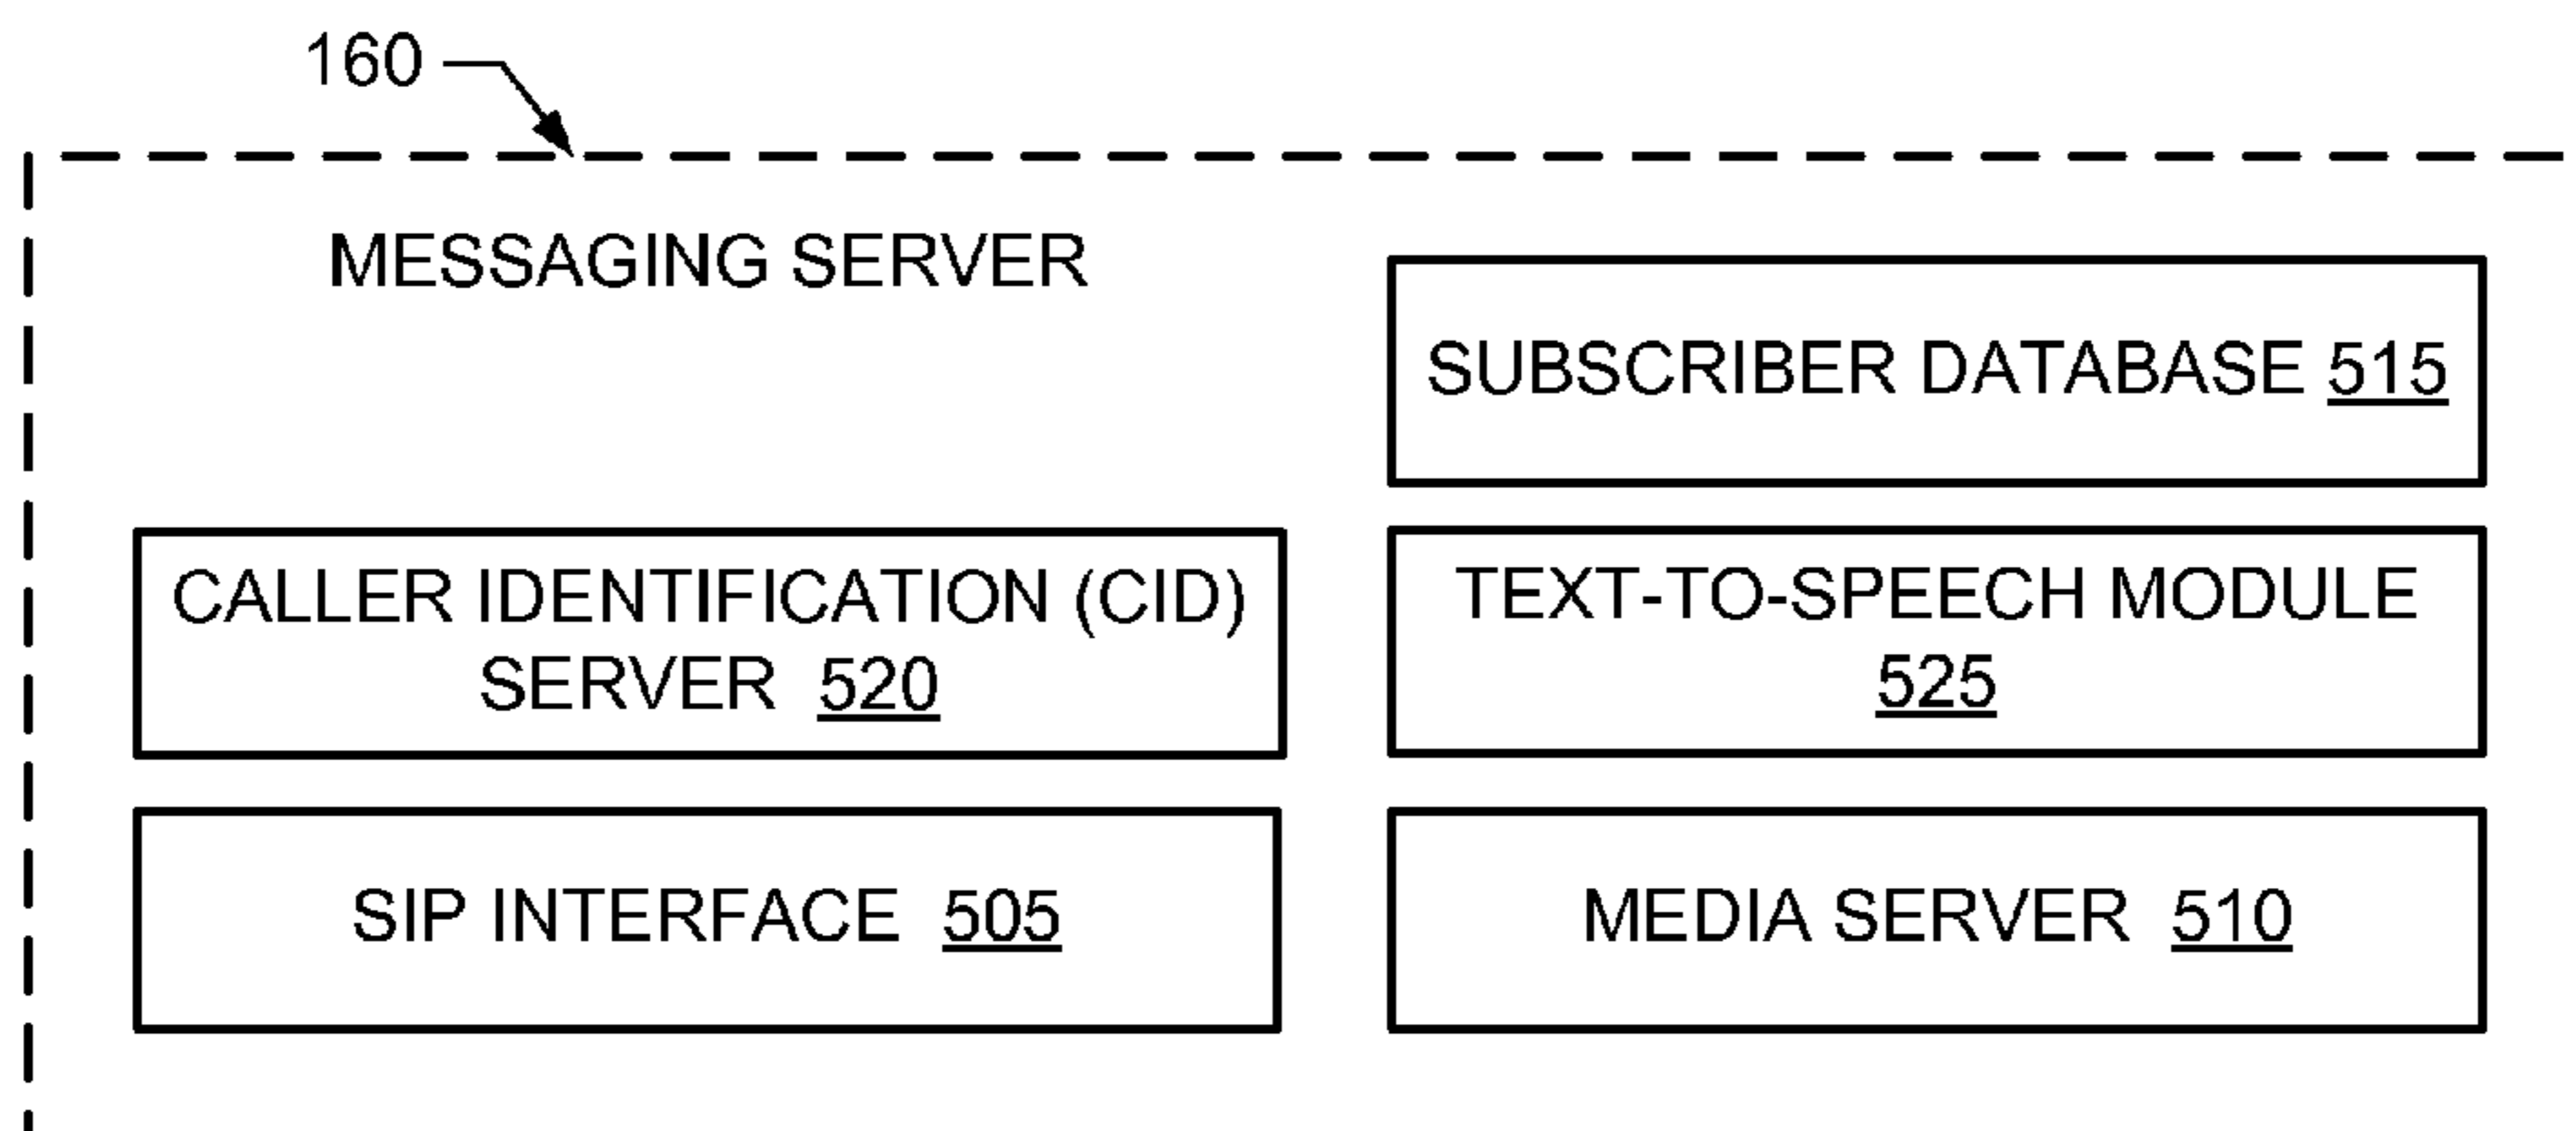 160
MESSAGING SERVER
SUBSCRIBER DATABASE 515
CALLER IDENTIFICATION (CID)
SERVER 520
TEXT-TO-SPEECH MODULE
525
SIP INTERFACE 505
MEDIA SERVER 510